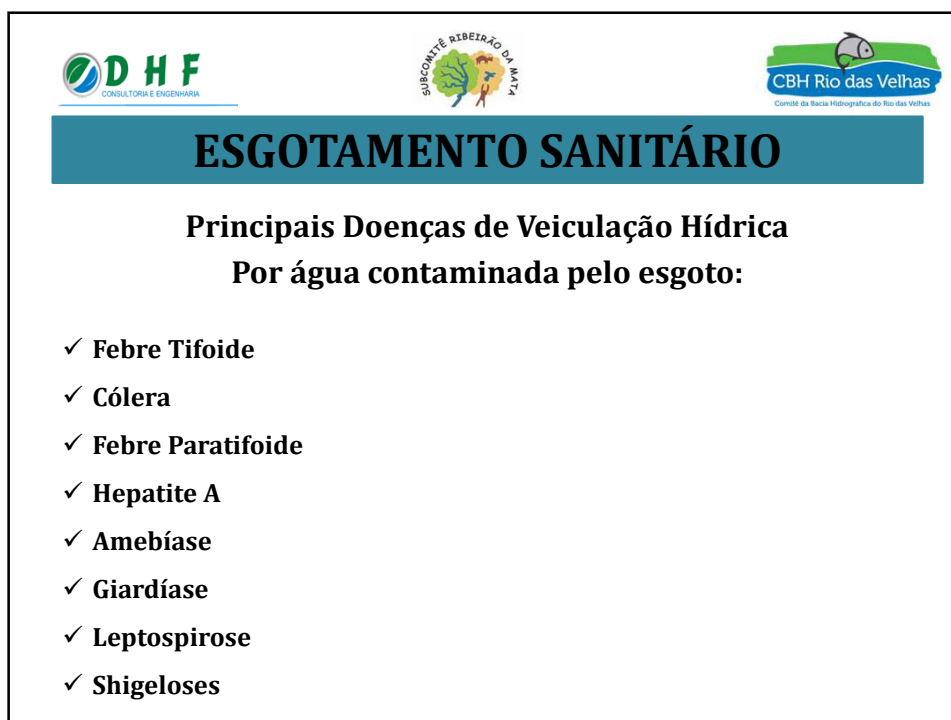 DHF
CONSULTORIA E ENGENHARIA
SUBCOMITÊ RIBEIRÃO DA MATA
CBH Rio das Velhas
Comitê da Bacia Hidrográfica do Rio das Velhas
ESGOTAMENTO SANITÁRIO
Principais Doenças de Veiculação Hídrica
Por água contaminada pelo esgoto:
✓ Febre Tifoide
✓ Cólera
✓ Febre Paratifoide
✓ Hepatite A
✓ Amebíase
✓ Giardíase
✓ Leptospirose
✓ Shigeloses